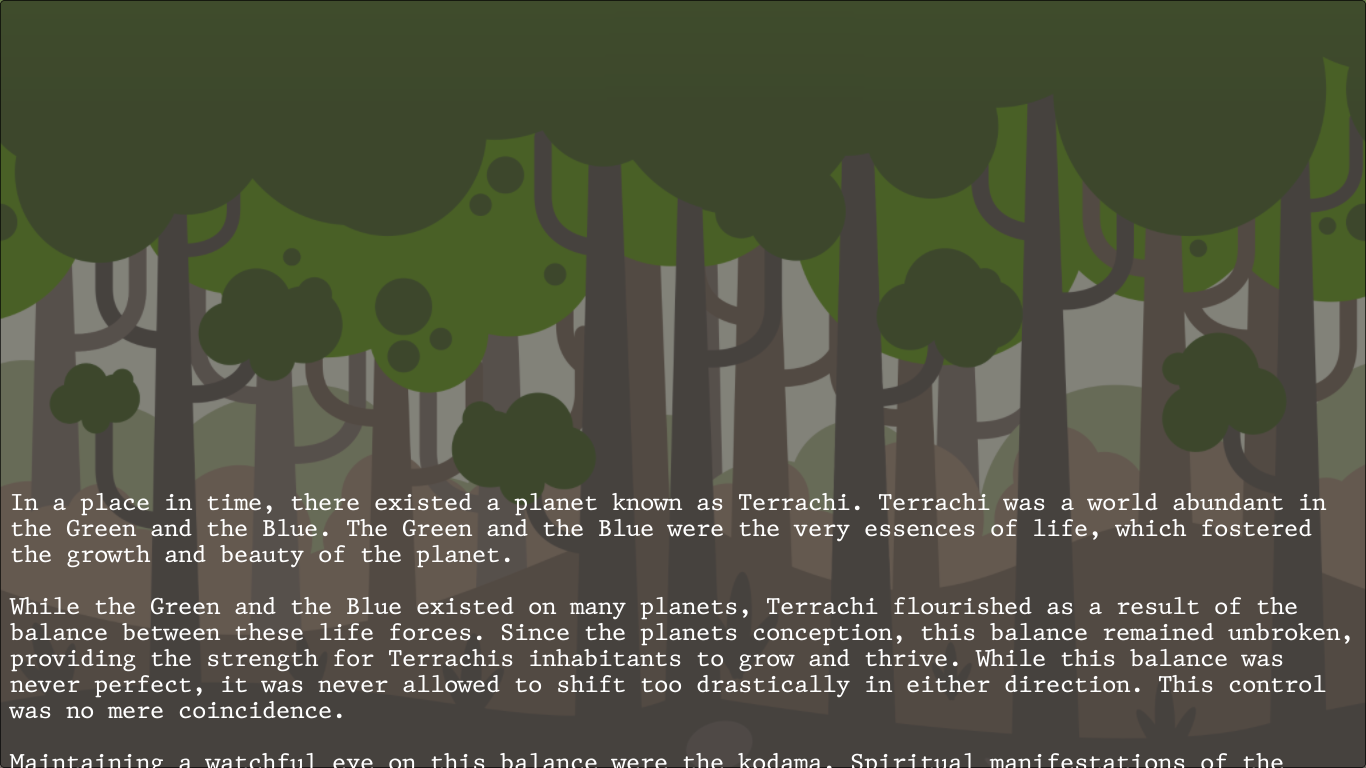 In a place in time, there existed a planet known as Terrachi. Terrachi was a world abundant in
the Green and the Blue. The Green and the Blue were the very essences of life, which fostered
the growth and beauty of the planet.
While the Green and the Blue existed on many planets, Terrachi flourished as a result of the
balance between these life forces. Since the planets conception, this balance remained unbroken,
providing the strength for Terrachis inhabitants to grow and thrive. While this balance was
never perfect, it was never allowed to shift too drastically in either direction. This control
was no mere coincidence.
Maintaining a watchful eye on this balance were the kodama. Spiritual manifestations of the